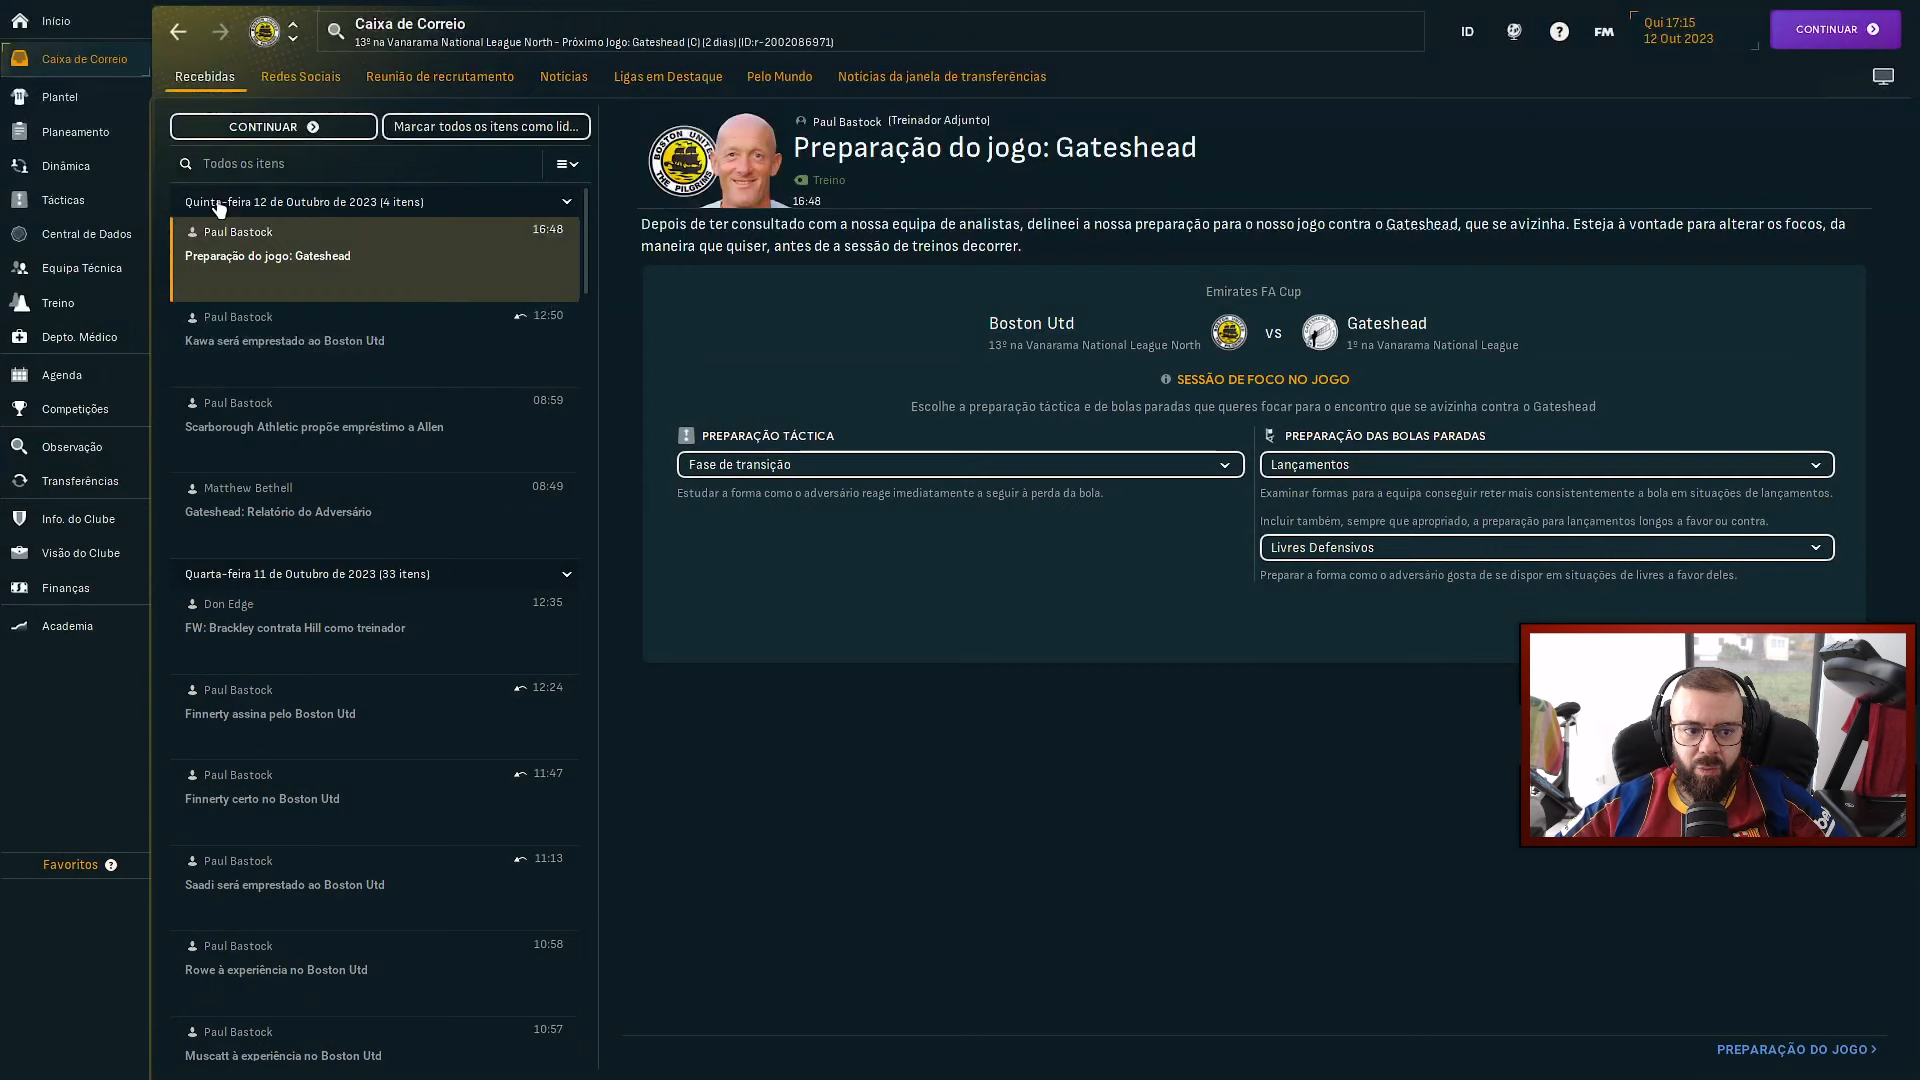 Início
Caixa de Correio
Plantel
Planeamento
Dinâmica
Tácticas
Central de Dados
Equipa Técnica
Treino
Depto. Médico
Agenda
Competições
Observação
Transferências
Info. do Clube
Visão do Clube
Finanças
Academia
Favoritos ?
Caixa de Correio
13º na Vanarama National League North - Próximo Jogo: Gateshead (C) (2 dias) (ID:r-2002086971)
ID
?
FM
Qui 17:15
12 Out 2023
CONTINUAR
Recebidas Redes Sociais Reunião de recrutamento Notícias Ligas em Destaque Pelo Mundo Notícias da janela de transferências
CONTINUAR
Marcar todos os itens como lid...
Todos os itens
Quinta-feira 12 de Outubro de 2023 (4 itens)
Paul Bastock 16:48
Preparação do jogo: Gateshead
Paul Bastock 12:50
Kawa será emprestado ao Boston Utd
Paul Bastock 08:59
Scarborough Athletic propõe empréstimo a Allen
Matthew Bethell 08:49
Gateshead: Relatório do Adversário
Quarta-feira 11 de Outubro de 2023 (33 itens)
Don Edge 12:35
FW: Brackley contrata Hill como treinador
Paul Bastock 12:24
Finnerty assina pelo Boston Utd
Paul Bastock 11:47
Finnerty certo no Boston Utd
Paul Bastock 11:13
Saadi será emprestado ao Boston Utd
Paul Bastock 10:58
Rowe à experiência no Boston Utd
Paul Bastock 10:57
Muscatt à experiência no Boston Utd
BOSTON UNITED
THE PILGRIMS
Paul Bastock (Treinador Adjunto)
Preparação do jogo: Gateshead
Treino
16:48
Depois de ter consultado com a nossa equipa de analistas, delineei a nossa preparação para o nosso jogo contra o Gateshead, que se avizinha. Esteja à vontade para alterar os focos, da
maneira que quiser, antes de a sessão de treinos decorrer.
Emirates FA Cup
Boston Utd
13º na Vanarama National League North
VS
Gateshead
1º na Vanarama National League
SESSÃO DE FOCO NO JOGO
Escolhe a preparação táctica e de bolas paradas que queres focar para o encontro que se avizinha contra o Gateshead
PREPARAÇÃO TÁCTICA
Fase de transição
Estudar a forma como o adversário reage imediatamente a seguir à perda da bola.
PREPARAÇÃO DAS BOLAS PARADAS
Lançamentos
Examinar formas para a equipa conseguir reter mais consistentemente a bola em situações de lançamentos.
Incluir também, sempre que apropriado, a preparação para lançamentos longos a favor ou contra.
Livres Defensivos
Preparar a forma como o adversário gosta de se dispor em situações de livres a favor deles.
PREPARAÇÃO DO JOGO >